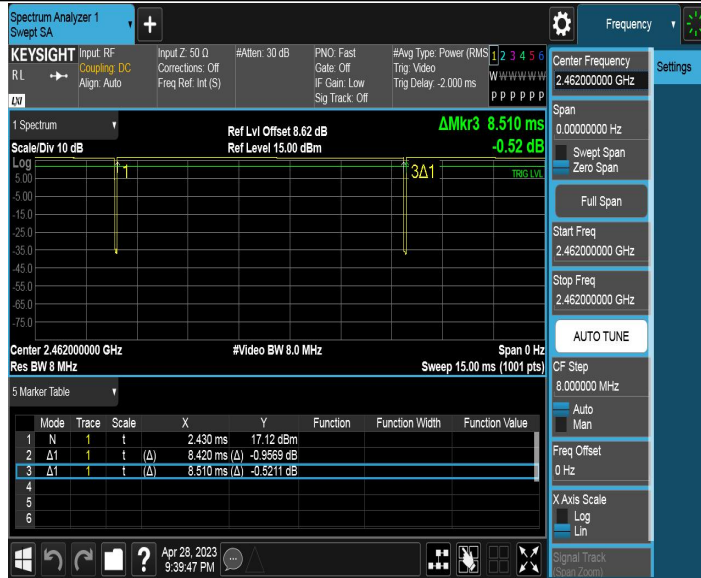 Spectrum Analyzer 1
Swept SA
+
Frequency
KEYSIGHT
RL
LXI
Input: RF
Coupling: DC
Align: Auto
Input Z: 50 Ω
Corrections: Off
Freq Ref: Int (S)
#Atten: 30 dB
PNO: Fast
Gate: Off
IF Gain: Low
Sig Track: Off
#Avg Type: Power (RMS
Trig: Video
Trig Delay: -2.000 ms
1 2 3 4 5 6
W W W W W W
P P P P P P
Center Frequency
2.462000000 GHz
Settings
1 Spectrum
Scale/Div 10 dB
Ref Lvl Offset 8.62 dB
Ref Level 15.00 dBm
ΔMkr3 8.510 ms
-0.52 dB
Log
5.00
-5.00
-15.0
-25.0
-35.0
-45.0
-55.0
-65.0
-75.0
1
3Δ1
TRIG LVL
Center 2.462000000 GHz
Res BW 8 MHz
#Video BW 8.0 MHz
Span 0 Hz
Sweep 15.00 ms (1001 pts)
Span
0.00000000 Hz
Swept Span
Zero Span
Full Span
Start Freq
2.462000000 GHz
Stop Freq
2.462000000 GHz
AUTO TUNE
CF Step
8.000000 MHz
Auto
Man
Freq Offset
0 Hz
X Axis Scale
Log
Lin
Signal Track
(Span Zoom)
5 Marker Table
Mode Trace Scale X Y Function Function Width Function Value
1 N 1 t 2.430 ms 17.12 dBm
2 Δ1 1 t (Δ) 8.420 ms (Δ) -0.9569 dB
3 Δ1 1 t (Δ) 8.510 ms (Δ) -0.5211 dB
4
5
6
?
Apr 28, 2023
9:39:47 PM